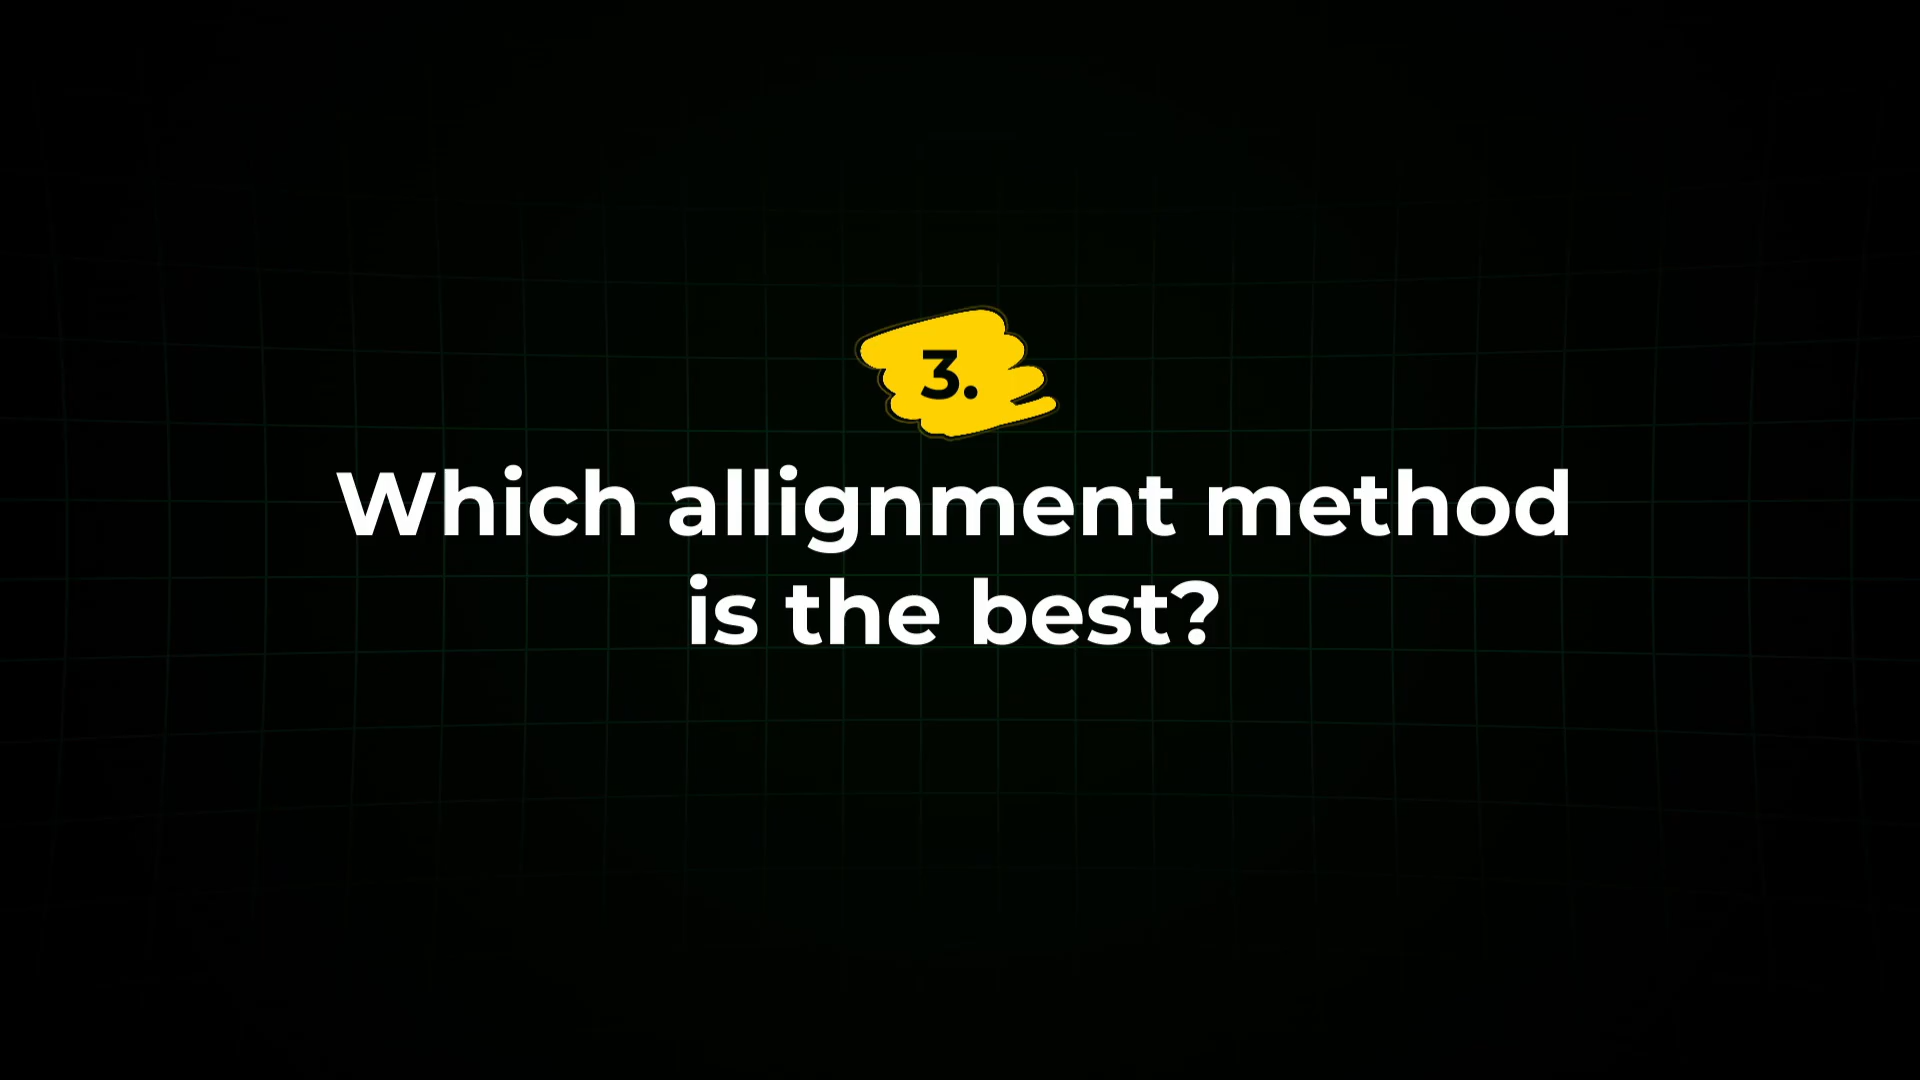 3.
Which allignment method
is the best?